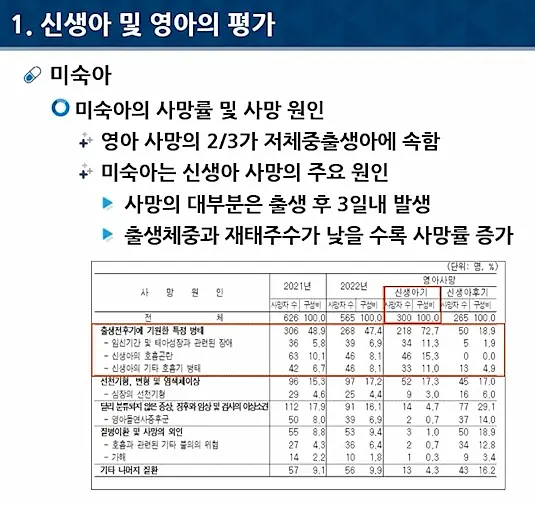 1. 신생아 및 영아의 평가
미숙아
미숙아의 사망률 및 사망 원인
영아 사망의 2/3가 저체중출생아에 속함
미숙아는 신생아 사망의 주요 원인
사망의 대부분은 출생 후 3일내 발생
출생체중과 재태주수가 낮을 수록 사망률 증가
(단위: 명, %)
사 망 원 인 2021년 2022년 영아사망
신생아기 신생아후기
사망자 수 구성비 사망자 수 구성비 사망자 수 구성비 사망자 수 구성비
전 체 626 100.0 565 100.0 300 100.0 265 100.0
출생전후기에 기원한 특정 병태 306 48.9 268 47.4 218 72.7 50 18.9
- 임신기간 및 태아성장과 관련된 장애 36 5.8 39 6.9 34 11.3 5 1.9
- 신생아의 호흡곤란 63 10.1 46 8.1 46 15.3 0 0.0
- 신생아의 기타 호흡기 병태 42 6.7 46 8.1 33 11.0 13 4.9
선천기형, 변형 및 염색체이상 96 15.3 97 17.2 52 17.3 45 17.0
- 심장의 선천기형 29 4.6 25 4.4 9 3.0 16 6.0
달리 분류되지 않은 증상, 징후와 임상 및 검사의 이상소견 112 17.9 91 16.1 14 4.7 77 29.1
- 영아돌연사증후군 50 8.0 39 6.9 2 0.7 37 14.0
질병이환 및 사망의 외인 55 8.8 53 9.4 3 1.0 50 18.9
- 호흡과 관련된 기타 불의의 위협 27 4.3 36 6.4 2 0.7 34 12.8
- 가해 14 2.2 10 1.8 1 0.3 9 3.4
기타 나머지 질환 57 9.1 56 9.9 13 4.3 43 16.2